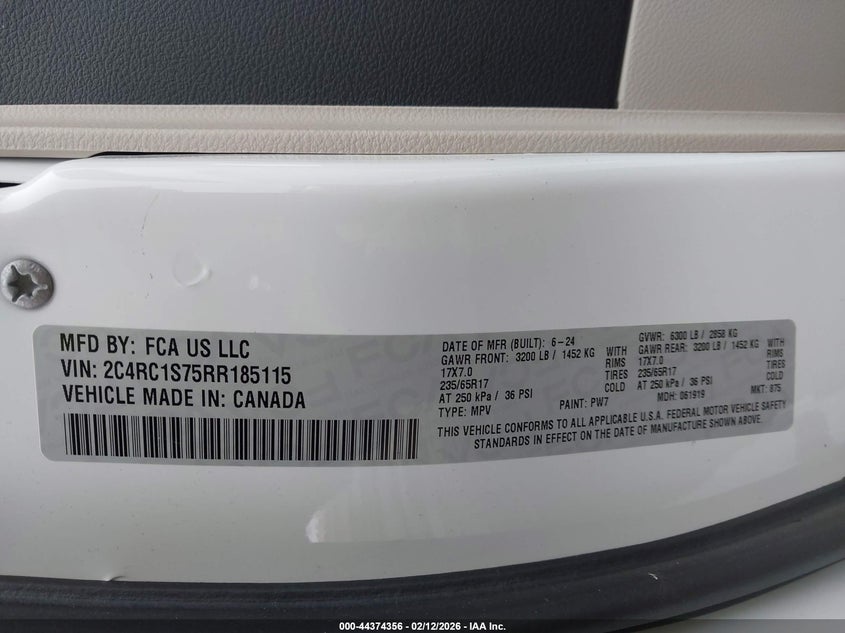 MFD BY: FCA US LLC
VIN: 2C4RC1S75RR185115
VEHICLE MADE IN: CANADA
DATE OF MFR (BUILT): 6-24
GVWR: 6300 LB / 2858 KG
GAWR FRONT: 3200 LB / 1452 KG WITH
17X7.0 RIMS
235/65R17 TIRES
AT 250 kPa / 36 PSI COLD
GAWR REAR: 3200 LB / 1452 KG WITH
17X7.0 RIMS
235/65R17 TIRES
AT 250 kPa / 36 PSI COLD
TYPE: MPV PAINT: PW7 MDH: 061919 MKT: 875
THIS VEHICLE CONFORMS TO ALL APPLICABLE U.S.A. FEDERAL MOTOR VEHICLE SAFETY
STANDARDS IN EFFECT ON THE DATE OF MANUFACTURE SHOWN ABOVE.
000-44374356 - 02/12/2026 - IAA Inc.